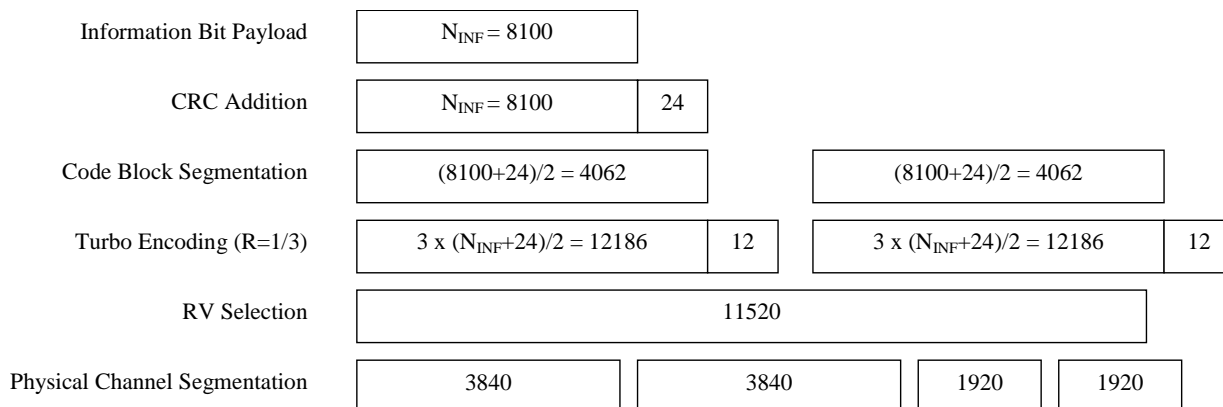 Information Bit Payload N_INF = 8100
CRC Addition N_INF = 8100 24
Code Block Segmentation (8100+24)/2 = 4062 (8100+24)/2 = 4062
Turbo Encoding (R=1/3) 3 x (N_INF+24)/2 = 12186 12 3 x (N_INF+24)/2 = 12186 12
RV Selection 11520
Physical Channel Segmentation 3840 3840 1920 1920